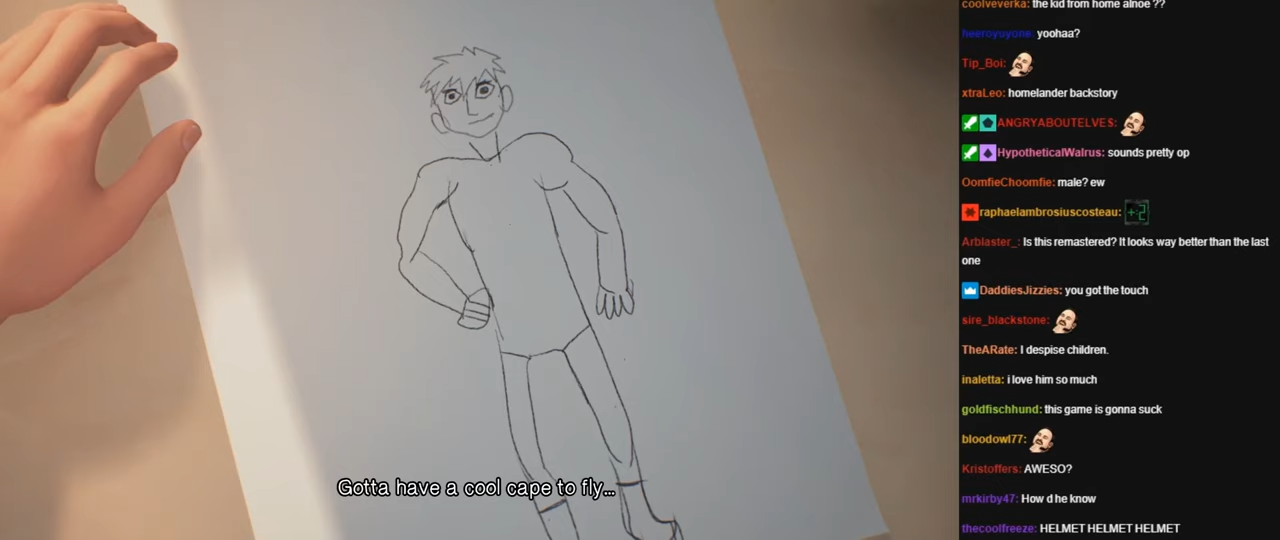 coolveverka: the kid from home alnoe ??
heeroyuyone: yoohaa?
Tip_Boi:
xtraLeo: homelander backstory
ANGRYABOUTELVES:
HypotheticalWalrus: sounds pretty op
OomfieChoomfie: male? ew
raphaelambrosiuscosteau: +2
Arblaster_: Is this remastered? It looks way better than the last
one
DaddiesJizzies: you got the touch
sire_blackstone:
TheARate: I despise children.
inaletta: i love him so much
goldfischhund: this game is gonna suck
bloodowl77:
Kristoffers: AWESO?
mrkirby47: How d he know
thecoolfreeze: HELMET HELMET HELMET
Gotta have a cool cape to fly...